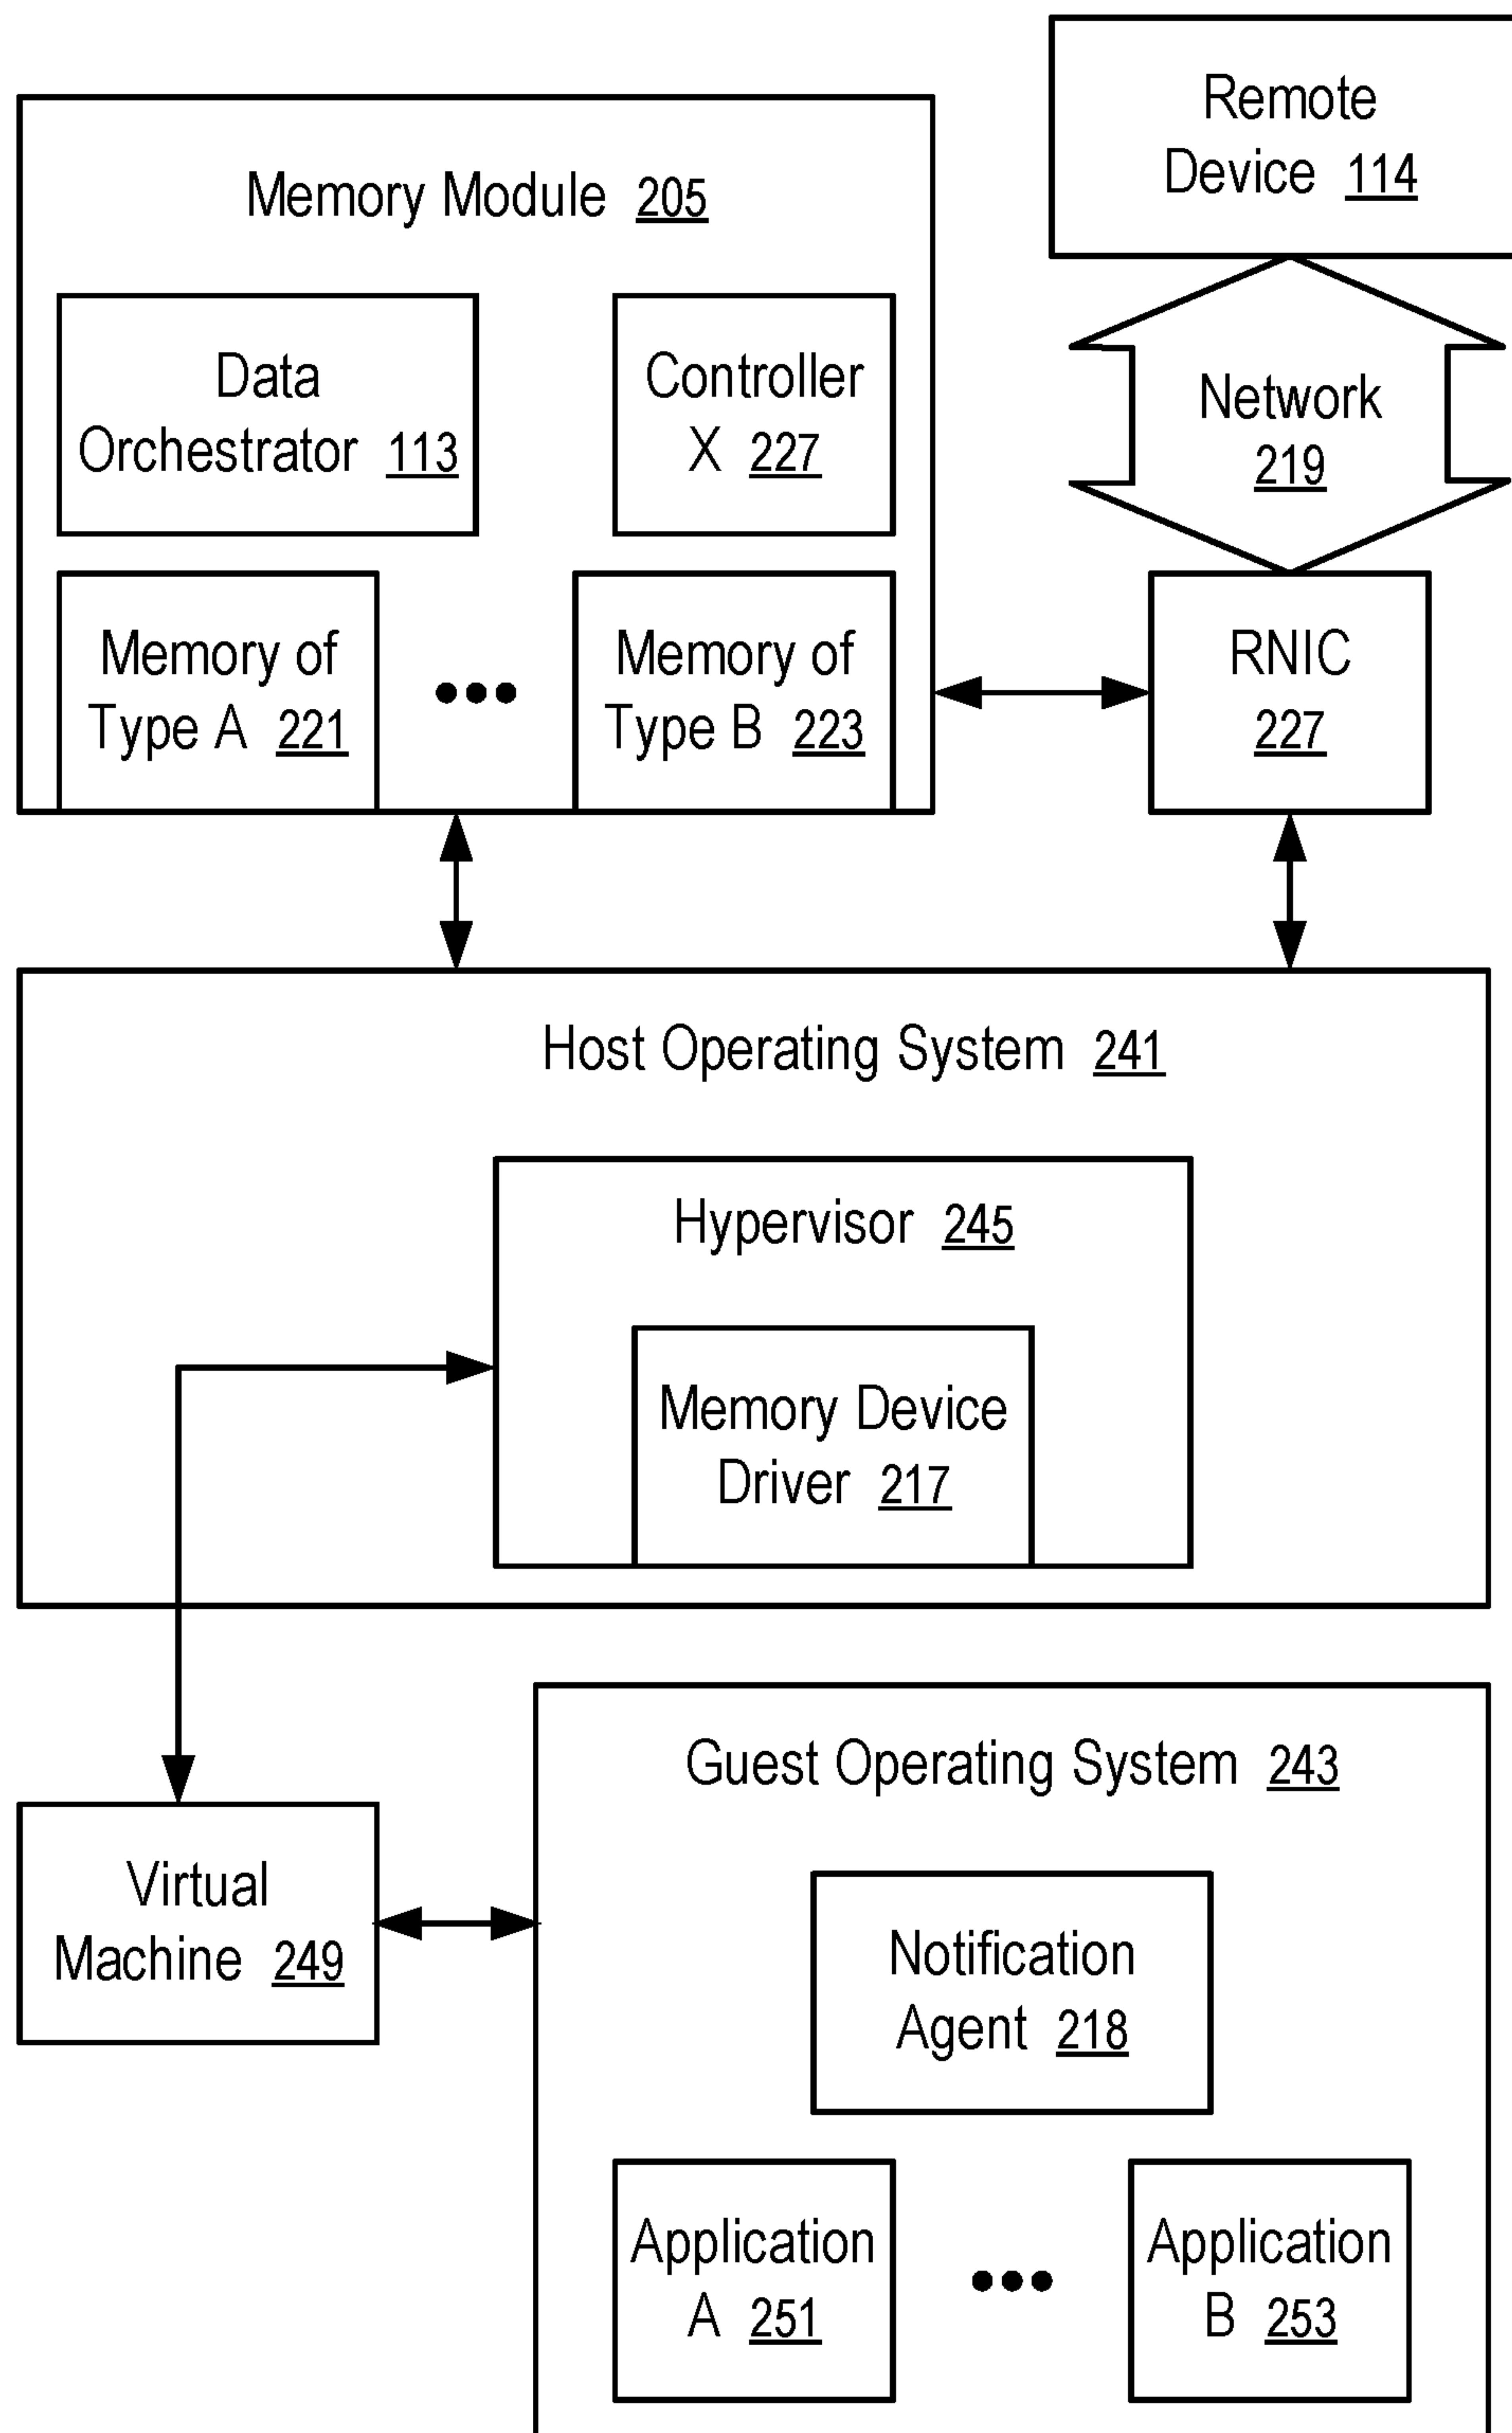 Remote
Device 114
Memory Module 205
Data
Orchestrator 113
Controller
X 227
Network
219
Memory of
Type A 221
Memory of
Type B 223
RNIC
227
Host Operating System 241
Hypervisor 245
Memory Device
Driver 217
Guest Operating System 243
Virtual
Machine 249
Notification
Agent 218
Application
A 251
Application
B 253